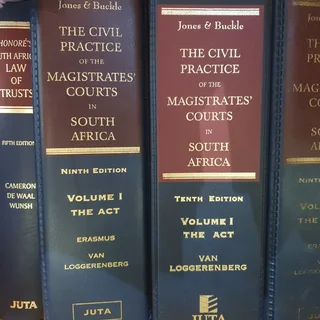 HONORÉ'S
SOUTH AFRICAN
LAW
OF
TRUSTS
FIFTH EDITION
CAMERON
DE WAAL
WUNSH
JUTA
Jones & Buckle
THE CIVIL
PRACTICE
OF THE
MAGISTRATES'
COURTS
IN
SOUTH
AFRICA
NINTH EDITION
VOLUME I
THE ACT
ERASMUS
VAN
LOGGERENBERG
JUTA
Jones & Buckle
THE CIVIL
PRACTICE
OF THE
MAGISTRATES'
COURTS
IN
SOUTH
AFRICA
TENTH EDITION
VOLUME I
THE ACT
VAN
LOGGERENBERG
JUTA